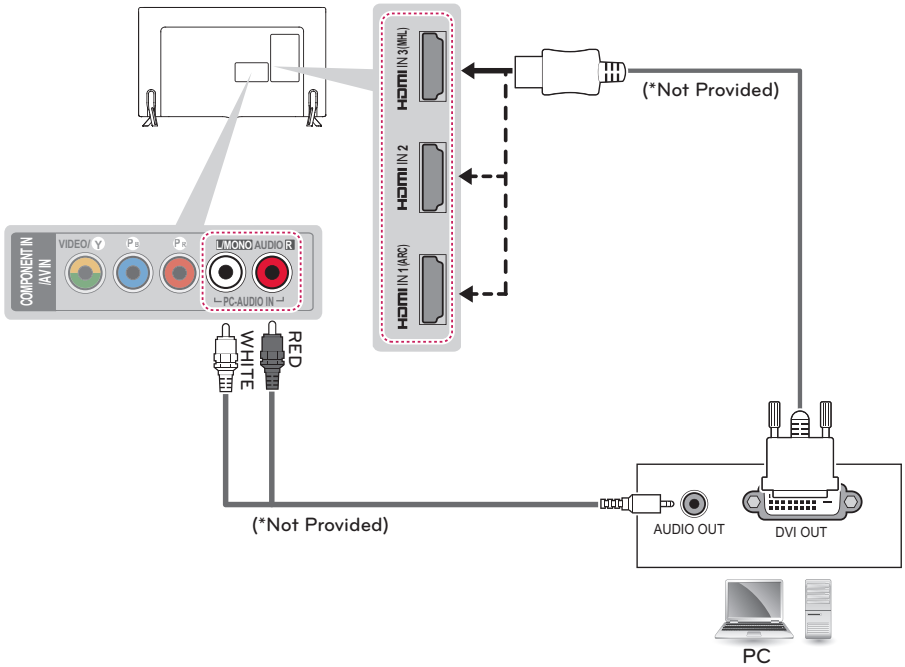 HDMI IN 3(MHL)
(*Not Provided)
HDMI IN 2
HDMI IN 1(ARC)
COMPONENT IN
/AV IN
VIDEO/ Y
PB
PR
L/MONO AUDIO R
PC-AUDIO IN
WHITE
RED
(*Not Provided)
AUDIO OUT
DVI OUT
PC